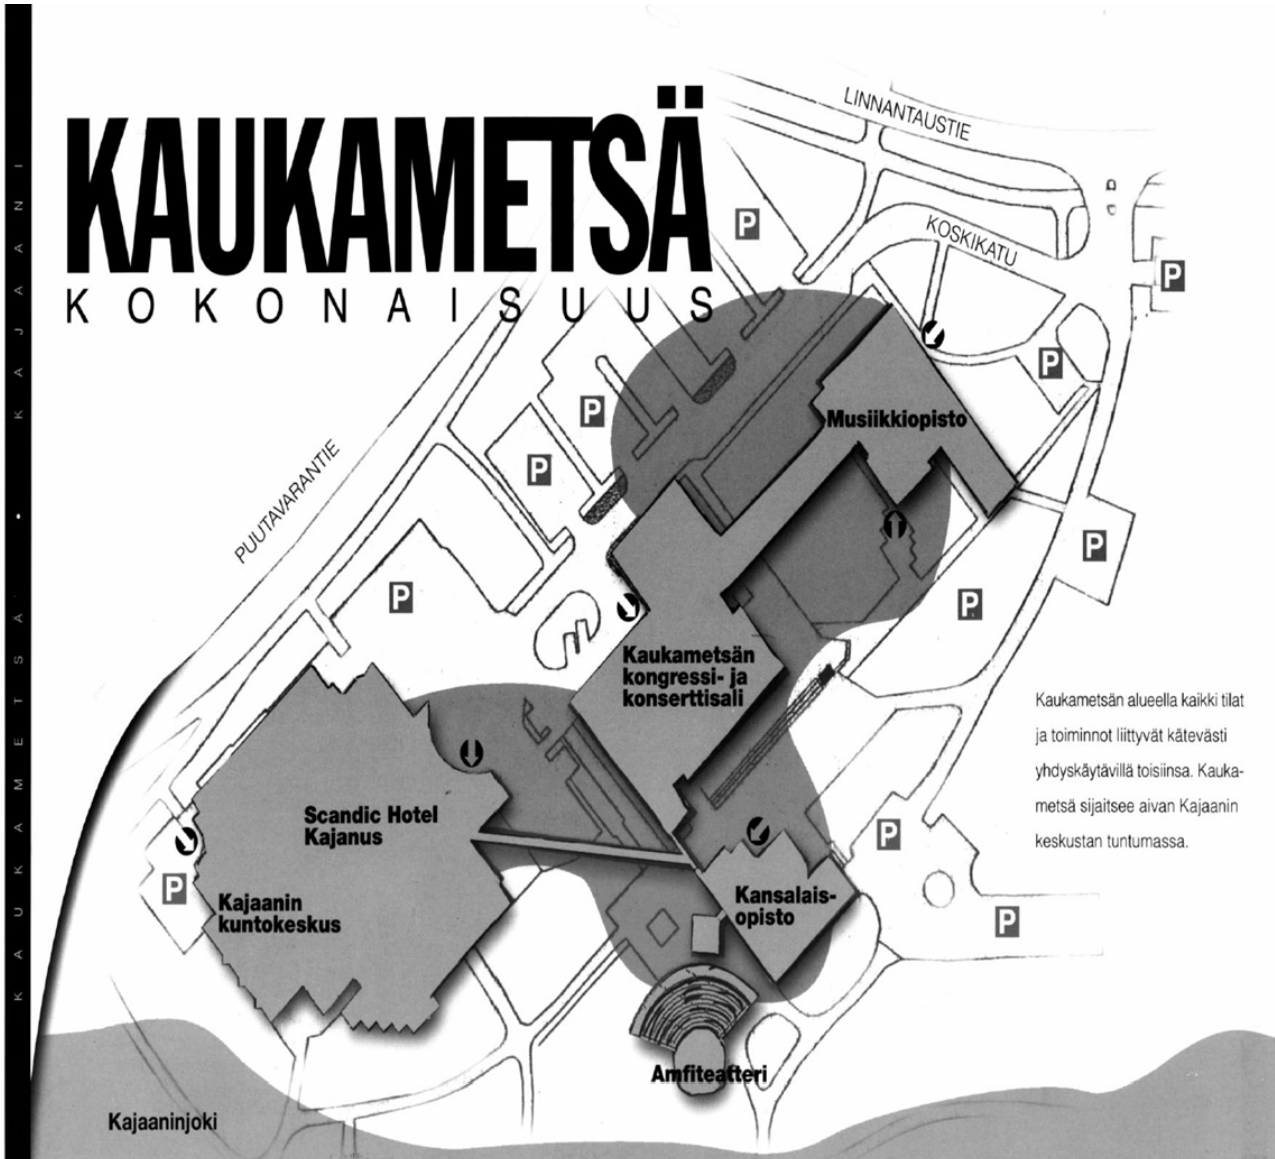 KAUKAMETSÄ
KOKONAISUUS
KAUKAMETSÄ • KAJAANI
LINNANTAUSTIE
KOSKIKATU
P
P
P
P
Musiikkiopisto
P
PUUTAVARANTIE
P
P
P
Kaukametsän
kongressi- ja
konserttisali
Kaukametsän alueella kaikki tilat
ja toiminnot liittyvät kätevästi
yhdyskäytävillä toisiinsa. Kauka-
metsä sijaitsee aivan Kajaanin
keskustan tuntumassa.
Scandic Hotel
Kajanus
P
P
Kajaanin
kuntokeskus
Kansalais-
opisto
P
Amfiteatteri
Kajaaninjoki